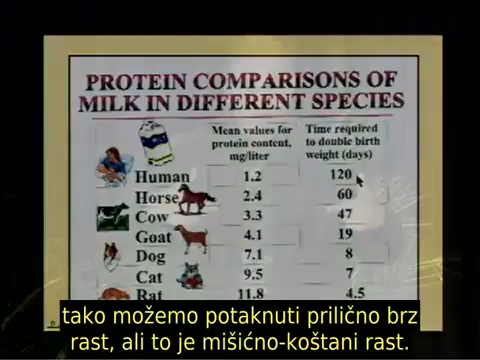 PROTEIN COMPARISONS OF
MILK IN DIFFERENT SPECIES
Mean values for protein content, mg/liter
Time required to double birth weight (days)
Human 1.2 120
Horse 2.4 60
Cow 3.3 47
Goat 4.1 19
Dog 7.1 8
Cat 9.5 7
Rat 11.8 4.5
tako možemo potaknuti prilično brz
rast, ali to je mišićno-koštani rast.